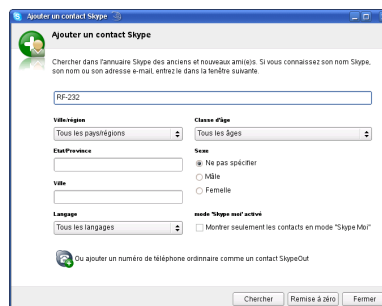 Ajouter un contact Skype
Ajouter un contact Skype
Chercher dans l'annuaire Skype des anciens et nouveaux ami(e)s. Si vous connaissez son nom Skype,
son nom ou son adresse e-mail, entrez le dans la fenêtre suivante.
RF-232
Ville/région
Classe d'âge
Tous les pays/régions
Tous les âges
Etat/Province
Sexe
Ne pas spécifier
Mâle
Ville
Femelle
Langage
mode 'Skype moi' activé
Tous les langages
Montrer seulement les contacts en mode "Skype Moi"
Ou ajouter un numéro de téléphone ordinnaire comme un contact SkypeOut
Chercher
Remise à zéro
Fermer